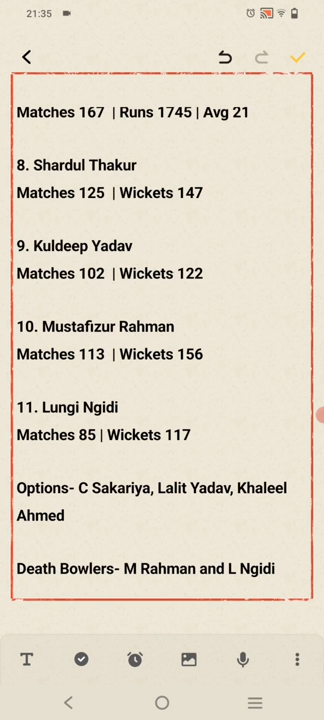 21:35
Matches 167 | Runs 1745 | Avg 21
8. Shardul Thakur
Matches 125 | Wickets 147
9. Kuldeep Yadav
Matches 102 | Wickets 122
10. Mustafizur Rahman
Matches 113 | Wickets 156
11. Lungi Ngidi
Matches 85 | Wickets 117
Options- C Sakariya, Lalit Yadav, Khaleel
Ahmed
Death Bowlers- M Rahman and L Ngidi
T